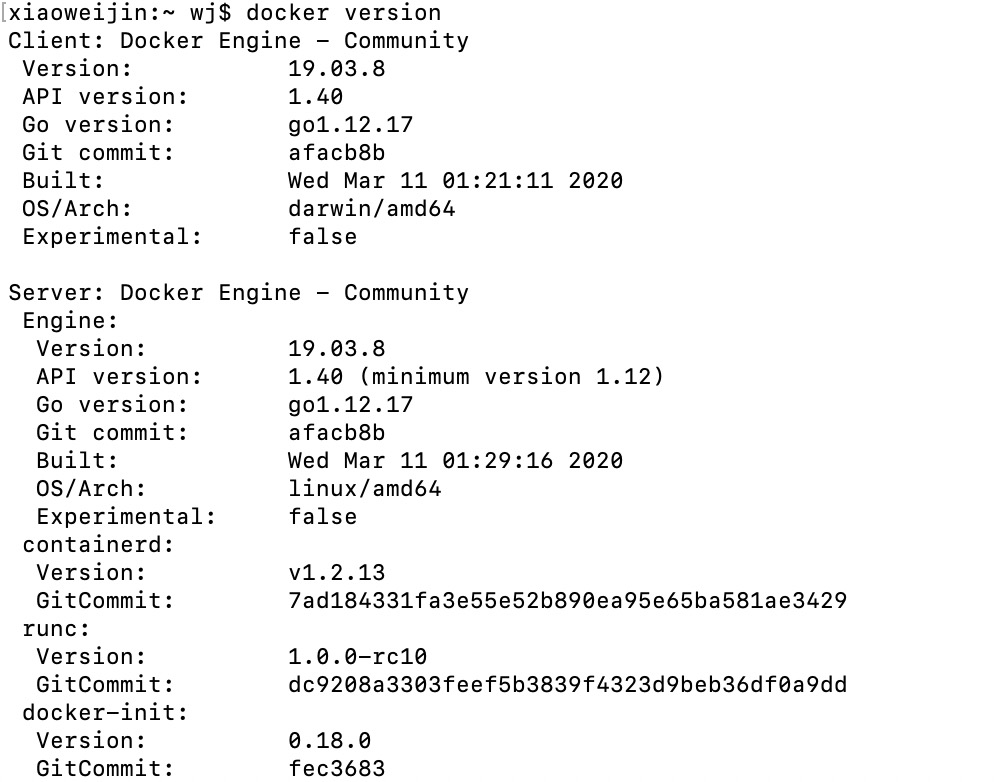 [xiaoweijin:~ wj$ docker version
Client: Docker Engine - Community
 Version:           19.03.8
 API version:       1.40
 Go version:        go1.12.17
 Git commit:        afacb8b
 Built:             Wed Mar 11 01:21:11 2020
 OS/Arch:           darwin/amd64
 Experimental:      false

Server: Docker Engine - Community
 Engine:
  Version:          19.03.8
  API version:      1.40 (minimum version 1.12)
  Go version:       go1.12.17
  Git commit:       afacb8b
  Built:            Wed Mar 11 01:29:16 2020
  OS/Arch:          linux/amd64
  Experimental:     false
 containerd:
  Version:          v1.2.13
  GitCommit:        7ad184331fa3e55e52b890ea95e65ba581ae3429
 runc:
  Version:          1.0.0-rc10
  GitCommit:        dc9208a3303feef5b3839f4323d9beb36df0a9dd
 docker-init:
  Version:          0.18.0
  GitCommit:        fec3683